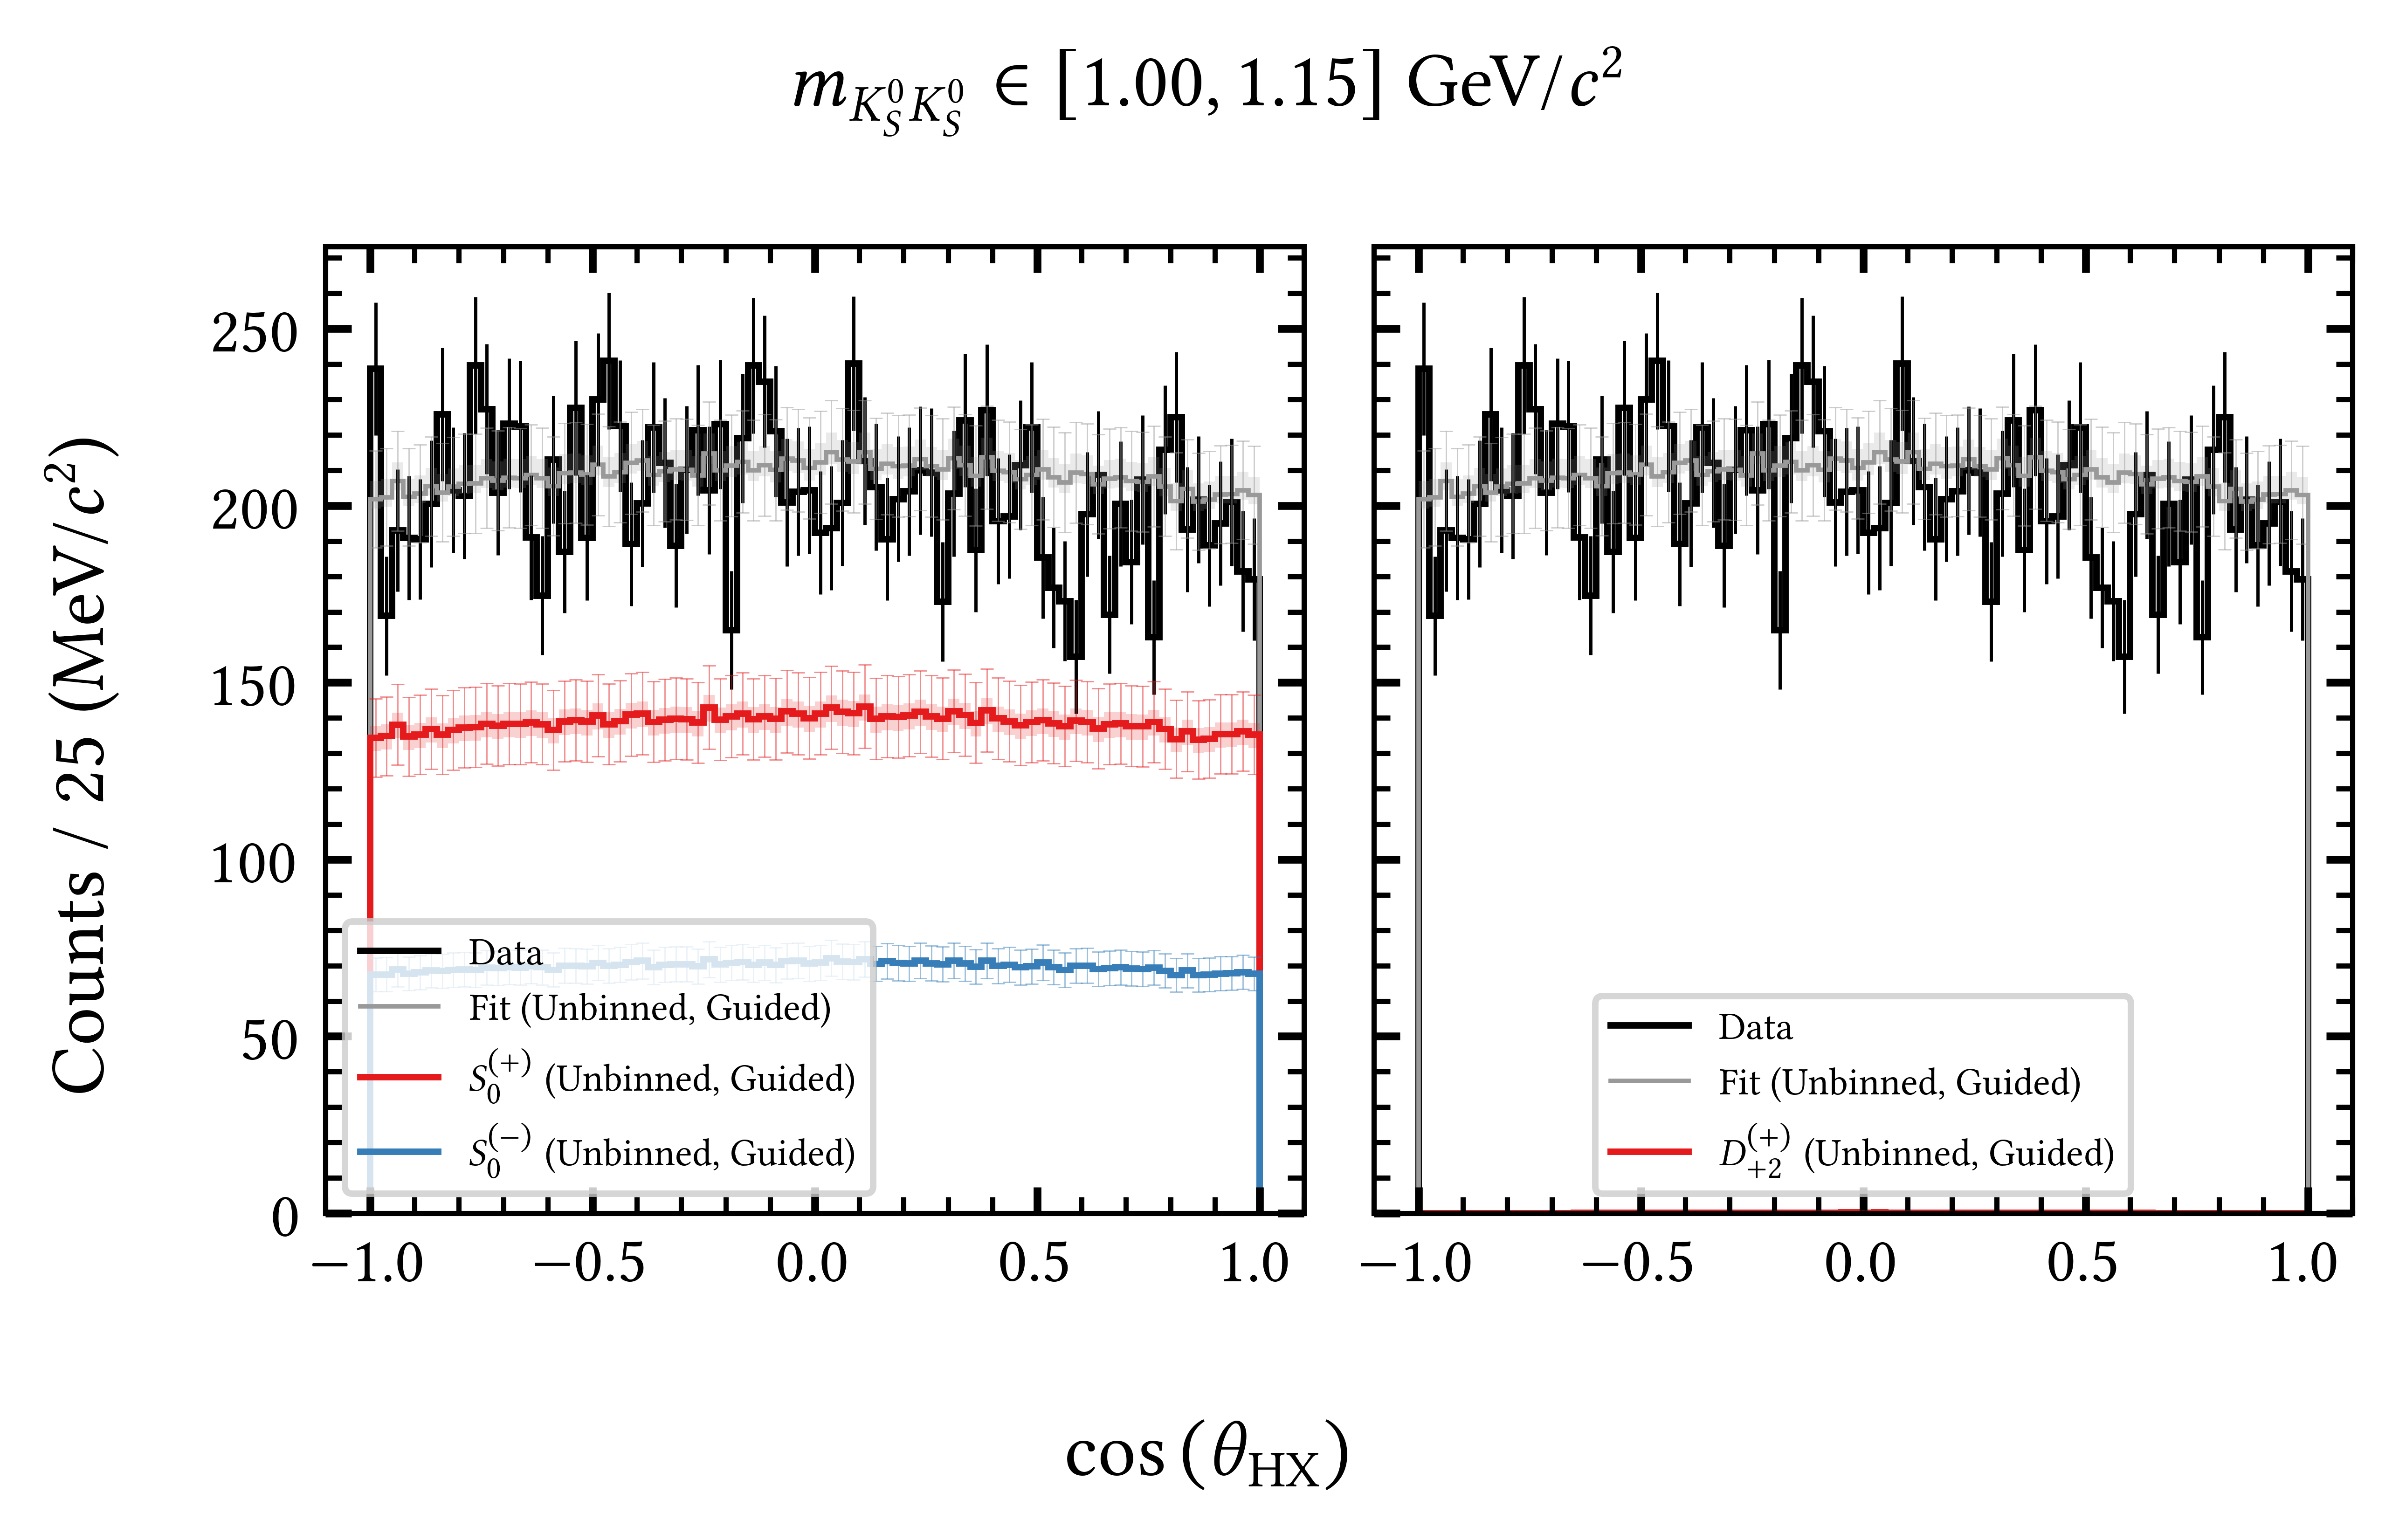 m_{K_S^0 K_S^0} ∈ [1.00, 1.15] GeV/c²
Counts / 25 (MeV/c²)
250
200
150
100
50
0
Data
Fit (Unbinned, Guided)
S_0^{(+)} (Unbinned, Guided)
S_0^{(−)} (Unbinned, Guided)
−1.0 −0.5 0.0 0.5 1.0
Data
Fit (Unbinned, Guided)
D_{+2}^{(+)} (Unbinned, Guided)
−1.0 −0.5 0.0 0.5 1.0
cos (θ_{HX})